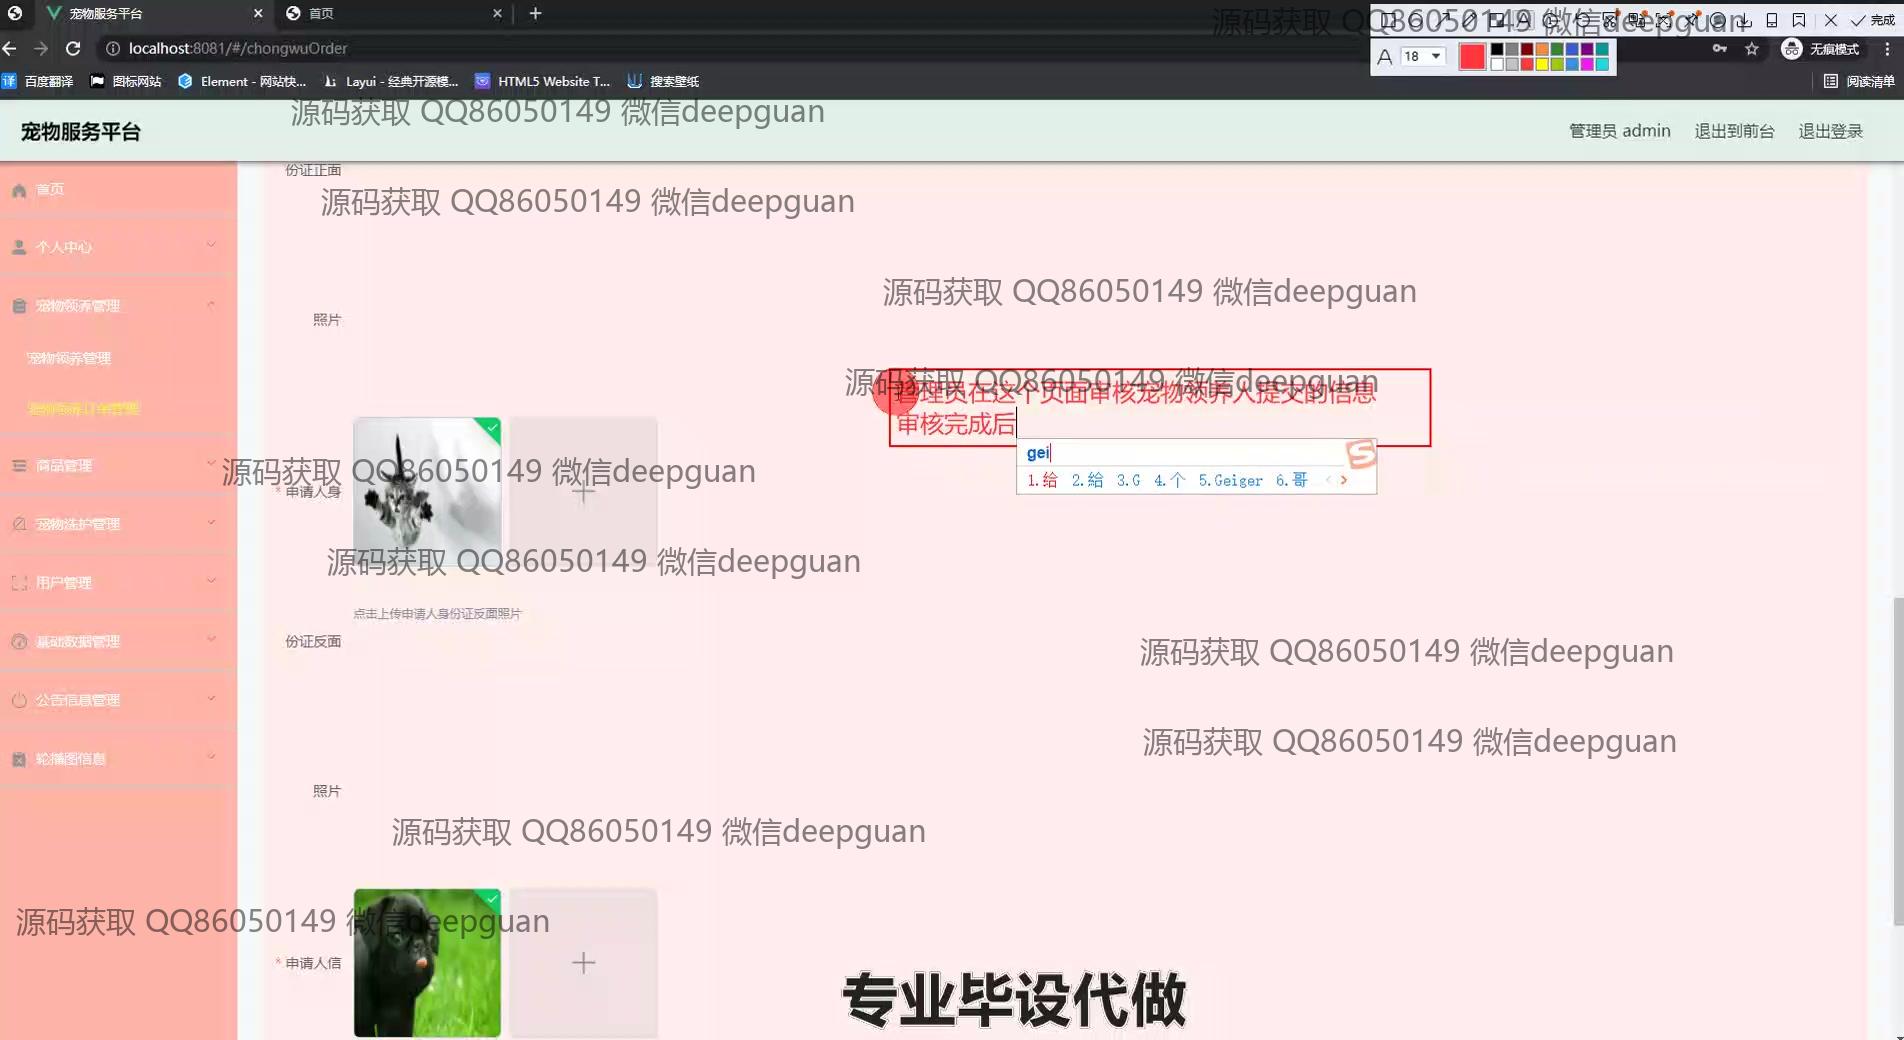 宠物服务平台
首页
localhost:8081/#/chongwuOrder
无痕模式
完成
A 18
译 百度翻译
图标网站
Element - 网站快...
Layui - 经典开源模...
HTML5 Website T...
搜索壁纸
阅读清单
源码获取 QQ86050149 微信deepguan
源码获取 QQ86050149 微信deepguan
宠物服务平台
管理员 admin
退出到前台
退出登录
首页
个人中心
宠物领养管理
宠物领养管理
宠物领养订单管理
商品管理
宠物洗护管理
用户管理
基础数据管理
公告信息管理
轮播图信息
份证正面
源码获取 QQ86050149 微信deepguan
源码获取 QQ86050149 微信deepguan
照片
源码获取 QQ86050149 微信deepguan
管理员在这个页面审核宠物领养人提交的信息
审核完成后
gei
1.给 2.給 3.G 4.个 5.Geiger 6.哥
源码获取 QQ86050149 微信deepguan
* 申请人身
源码获取 QQ86050149 微信deepguan
点击上传申请人身份证反面照片
份证反面
源码获取 QQ86050149 微信deepguan
源码获取 QQ86050149 微信deepguan
照片
源码获取 QQ86050149 微信deepguan
源码获取 QQ86050149 微信deepguan
* 申请人信
专业毕设代做